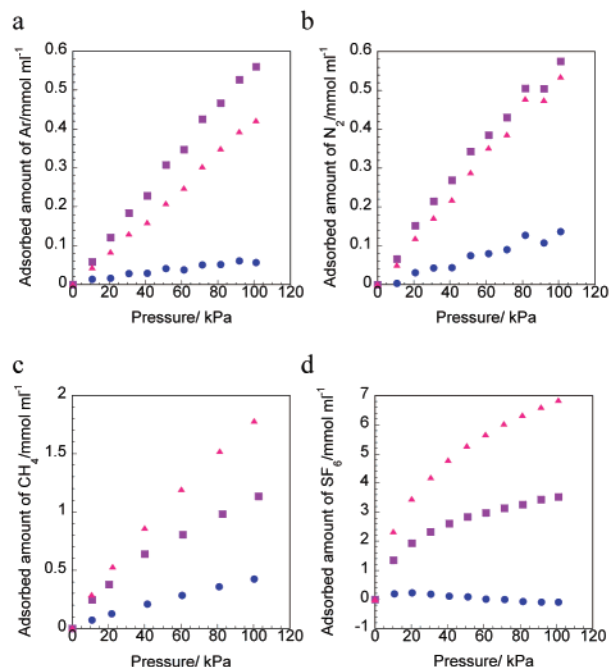 a
b
Adsorbed amount of Ar/mmol ml⁻¹
0.6
0.5
0.4
0.3
0.2
0.1
0
0 20 40 60 80 100 120
Pressure/ kPa
Adsorbed amount of N₂/mmol ml⁻¹
0.6
0.5
0.4
0.3
0.2
0.1
0
0 20 40 60 80 100 120
Pressure/ kPa
c
d
Adsorbed amount of CH₄/mmol ml⁻¹
2
1.5
1
0.5
0
0 20 40 60 80 100 120
Pressure/ kPa
Adsorbed amount of SF₆/mmol ml⁻¹
7
6
5
4
3
2
1
0
-1
0 20 40 60 80 100 120
Pressure/ kPa